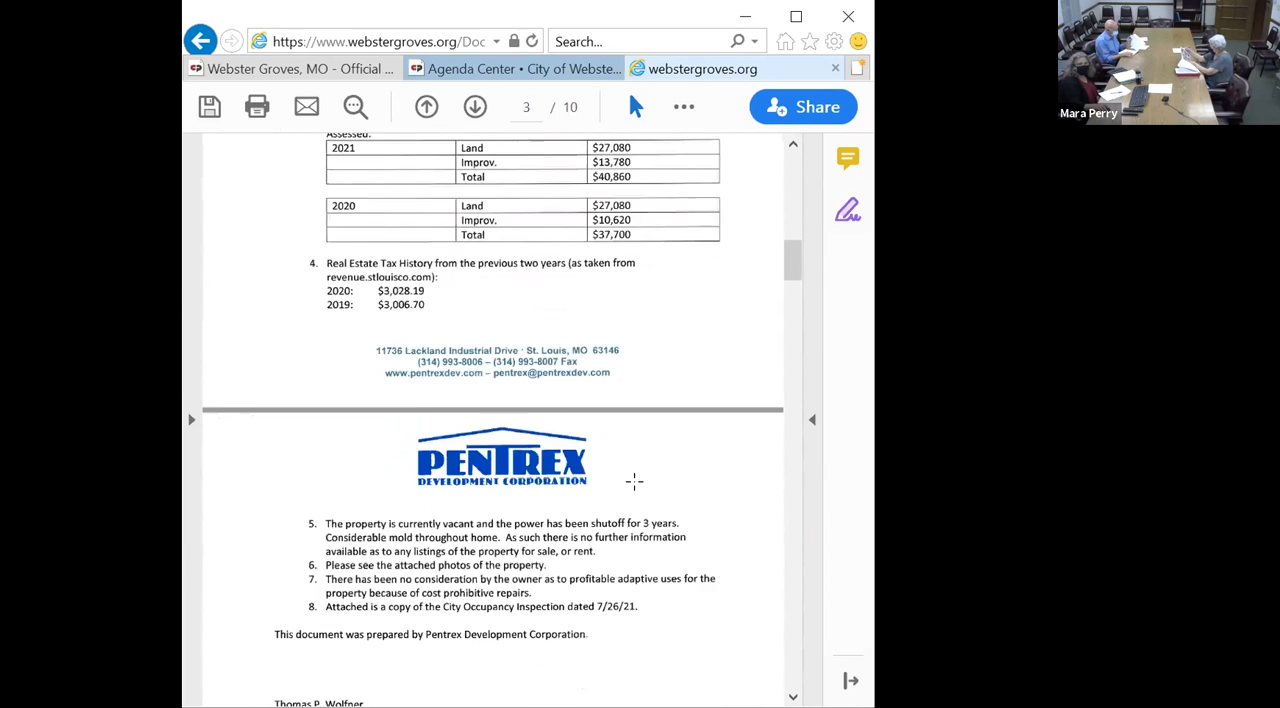 https://www.webstergroves.org/Doc
Search...
Webster Groves, MO - Official ...
Agenda Center • City of Webste...
webstergroves.org
3 / 10
Share
Assessed:
2021 Land $27,080
Improv. $13,780
Total $40,860
2020 Land $27,080
Improv. $10,620
Total $37,700
4. Real Estate Tax History from the previous two years (as taken from
revenue.stlouisco.com):
2020: $3,028.19
2019: $3,006.70
11736 Lackland Industrial Drive · St. Louis, MO 63146
(314) 993-8006 – (314) 993-8007 Fax
www.pentrexdev.com – pentrex@pentrexdev.com
PENTREX
DEVELOPMENT CORPORATION
5. The property is currently vacant and the power has been shutoff for 3 years.
Considerable mold throughout home. As such there is no further information
available as to any listings of the property for sale, or rent.
6. Please see the attached photos of the property.
7. There has been no consideration by the owner as to profitable adaptive uses for the
property because of cost prohibitive repairs.
8. Attached is a copy of the City Occupancy Inspection dated 7/26/21.
This document was prepared by Pentrex Development Corporation.
Thomas P. Wolfner
Mara Perry